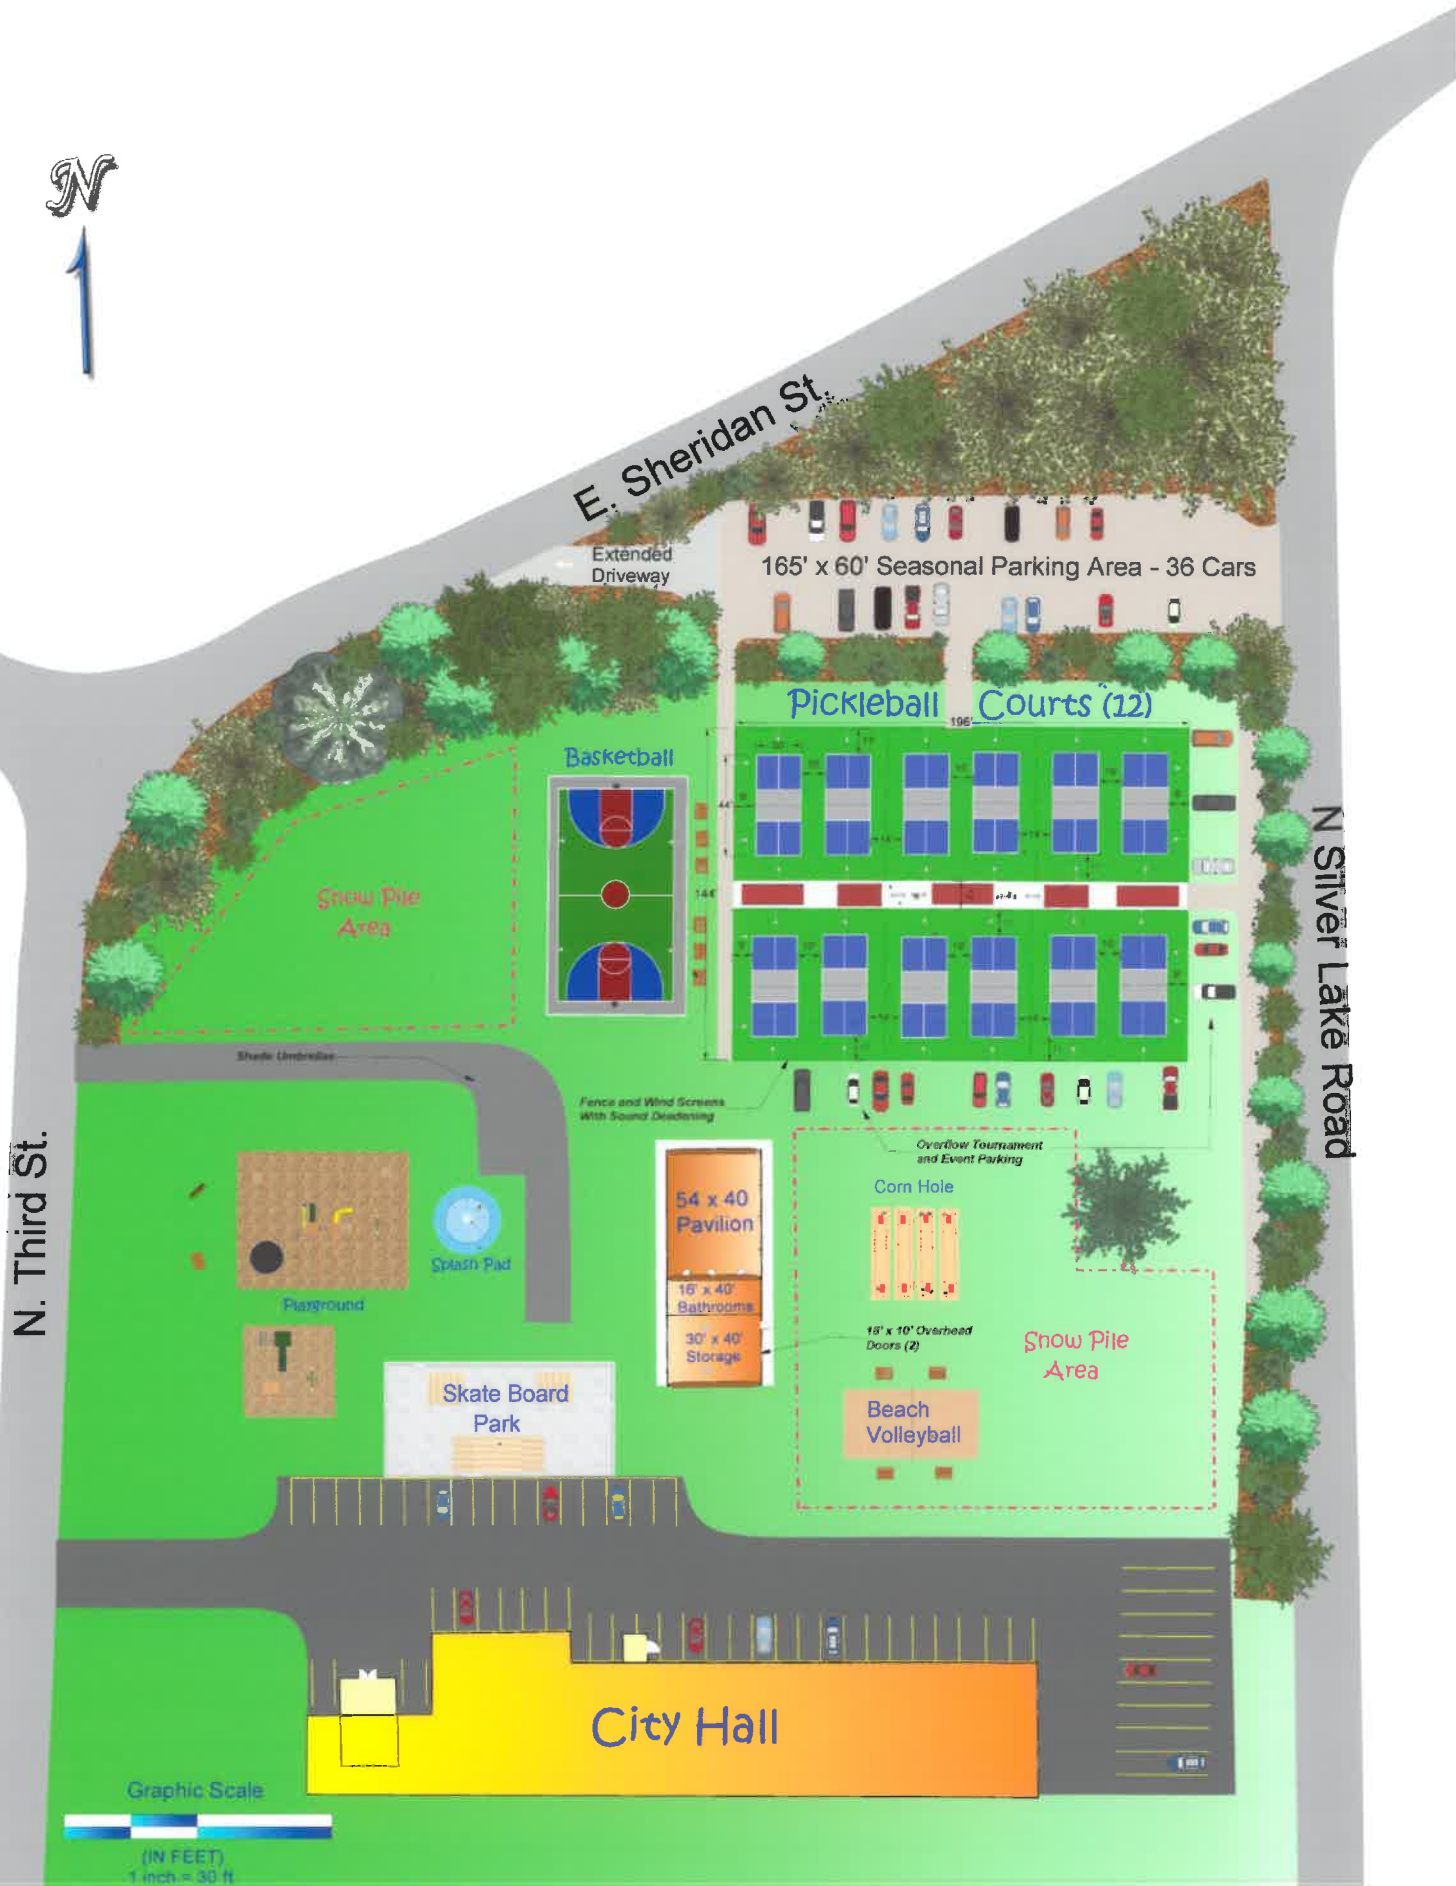 N
E. Sheridan St.
Extended
Driveway
165' x 60' Seasonal Parking Area - 36 Cars
Pickleball Courts (12)
196'
Basketball
44'
144'
Snow Pile
Area
N Silver Lake Road
Shade Umbrellas
Fence and Wind Screens
With Sound Deadening
Overflow Tournament
and Event Parking
Corn Hole
54 x 40
Pavilion
16' x 40'
Bathrooms
30' x 40'
Storage
Overhead
Doors (2)
Snow Pile
Area
Splash Pad
Playground
N. Third St.
Skate Board
Park
Beach
Volleyball
City Hall
Graphic Scale
(IN FEET)
1 inch = 30 ft